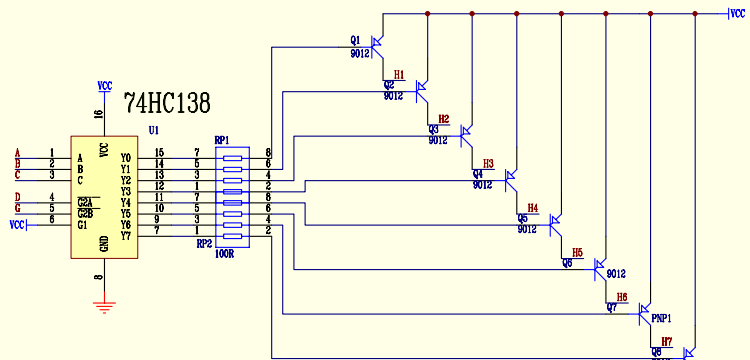 VCC
Q1
9012
H1
VCC
Q2
9012
74HC138
16
H2
U1
Q3
9012
RP1
VCC
A 1 A Y0 15 7 8
B 2 B Y1 14 5 6
H3
C 3 C Y2 13 3 4
Q4
9012
Y3 12 1 2
D 4 G2A Y4 11 7 8
G 5 G2B Y5 10 5 6
H4
VCC 6 G1 Y6 9 3 4
Q5
9012
Y7 7 1 2
RP2
GND
100R
H5
Q6
9012
8
H6
Q7
PNP1
H7
Q8